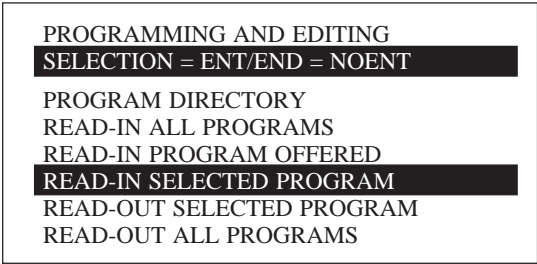 PROGRAMMING AND EDITING
SELECTION = ENT/END = NOENT
PROGRAM DIRECTORY
READ-IN ALL PROGRAMS
READ-IN PROGRAM OFFERED
READ-IN SELECTED PROGRAM
READ-OUT SELECTED PROGRAM
READ-OUT ALL PROGRAMS